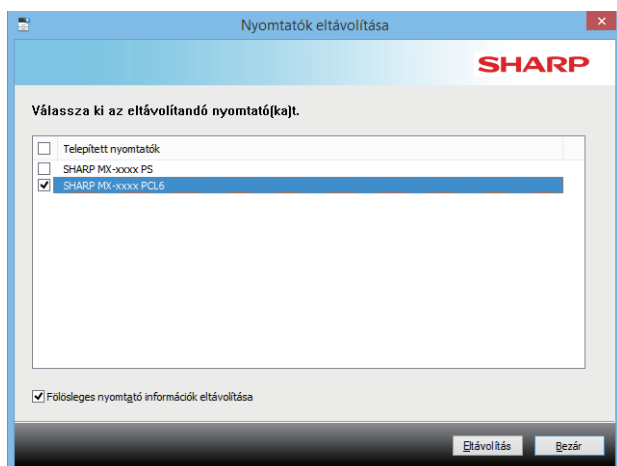 Nyomtatók eltávolítása
SHARP
Válassza ki az eltávolítandó nyomtató(ka)t.
Telepített nyomtatók
SHARP MX-xxxx PS
SHARP MX-xxxx PCL6
Fölösleges nyomtató információk eltávolítása
Eltávolítás Bezár